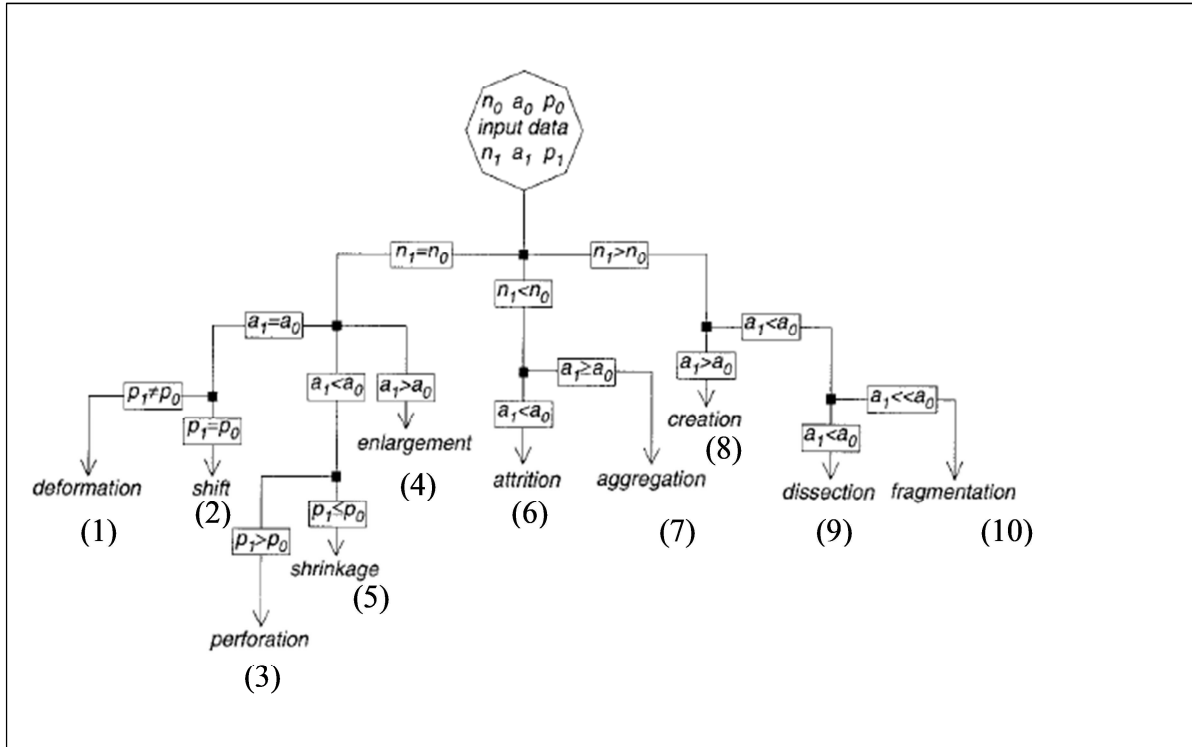 n₀ a₀ p₀
input data
n₁ a₁ p₁
n₁=n₀
n₁>n₀
n₁<n₀
a₁=a₀
a₁<a₀
a₁<a₀
a₁>a₀
a₁≥a₀
a₁>a₀
p₁≠p₀
a₁<<a₀
a₁<a₀
p₁=p₀
creation
(8)
a₁<a₀
enlargement
(4)
deformation
(1)
shift
(2)
attrition
(6)
aggregation
(7)
dissection
(9)
fragmentation
(10)
p₁≤p₀
p₁>p₀
shrinkage
(5)
perforation
(3)